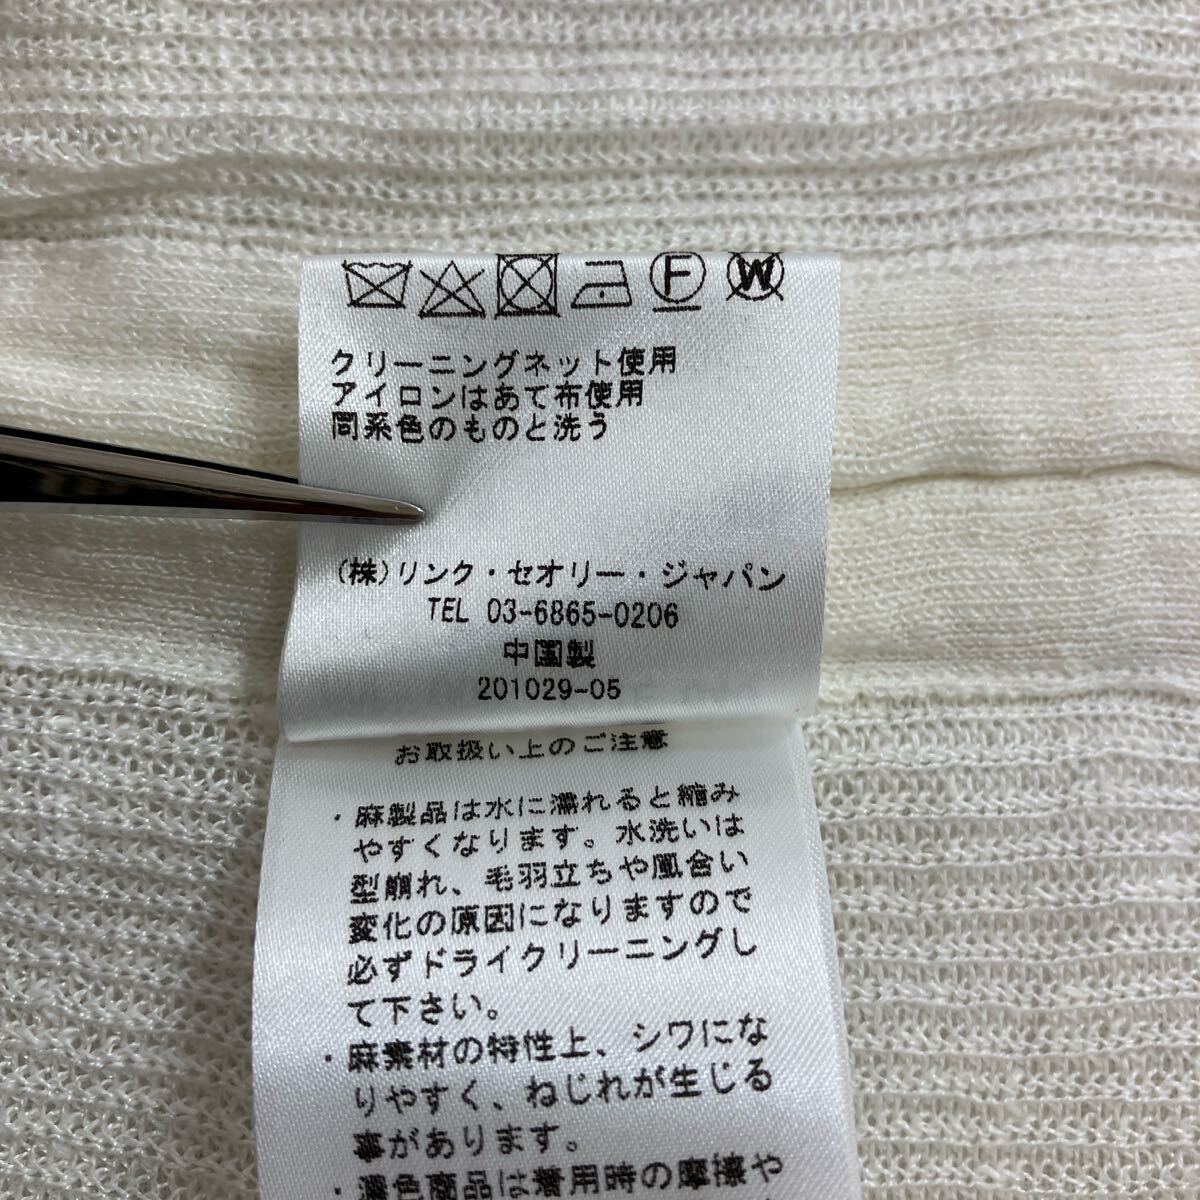 F W
クリーニングネット使用
アイロンはあて布使用
同系色のものと洗う
(株)リンク・セオリー・ジャパン
TEL 03-6865-0206
中国製
201029-05
お取扱い上のご注意
・麻製品は水に濡れると縮み
やすくなります。水洗いは
型崩れ、毛羽立ちや風合い
変化の原因になりますので
必ずドライクリーニングし
て下さい。
・麻素材の特性上、シワにな
りやすく、ねじれが生じる
事があります。
・濃色商品は着用時の摩擦や